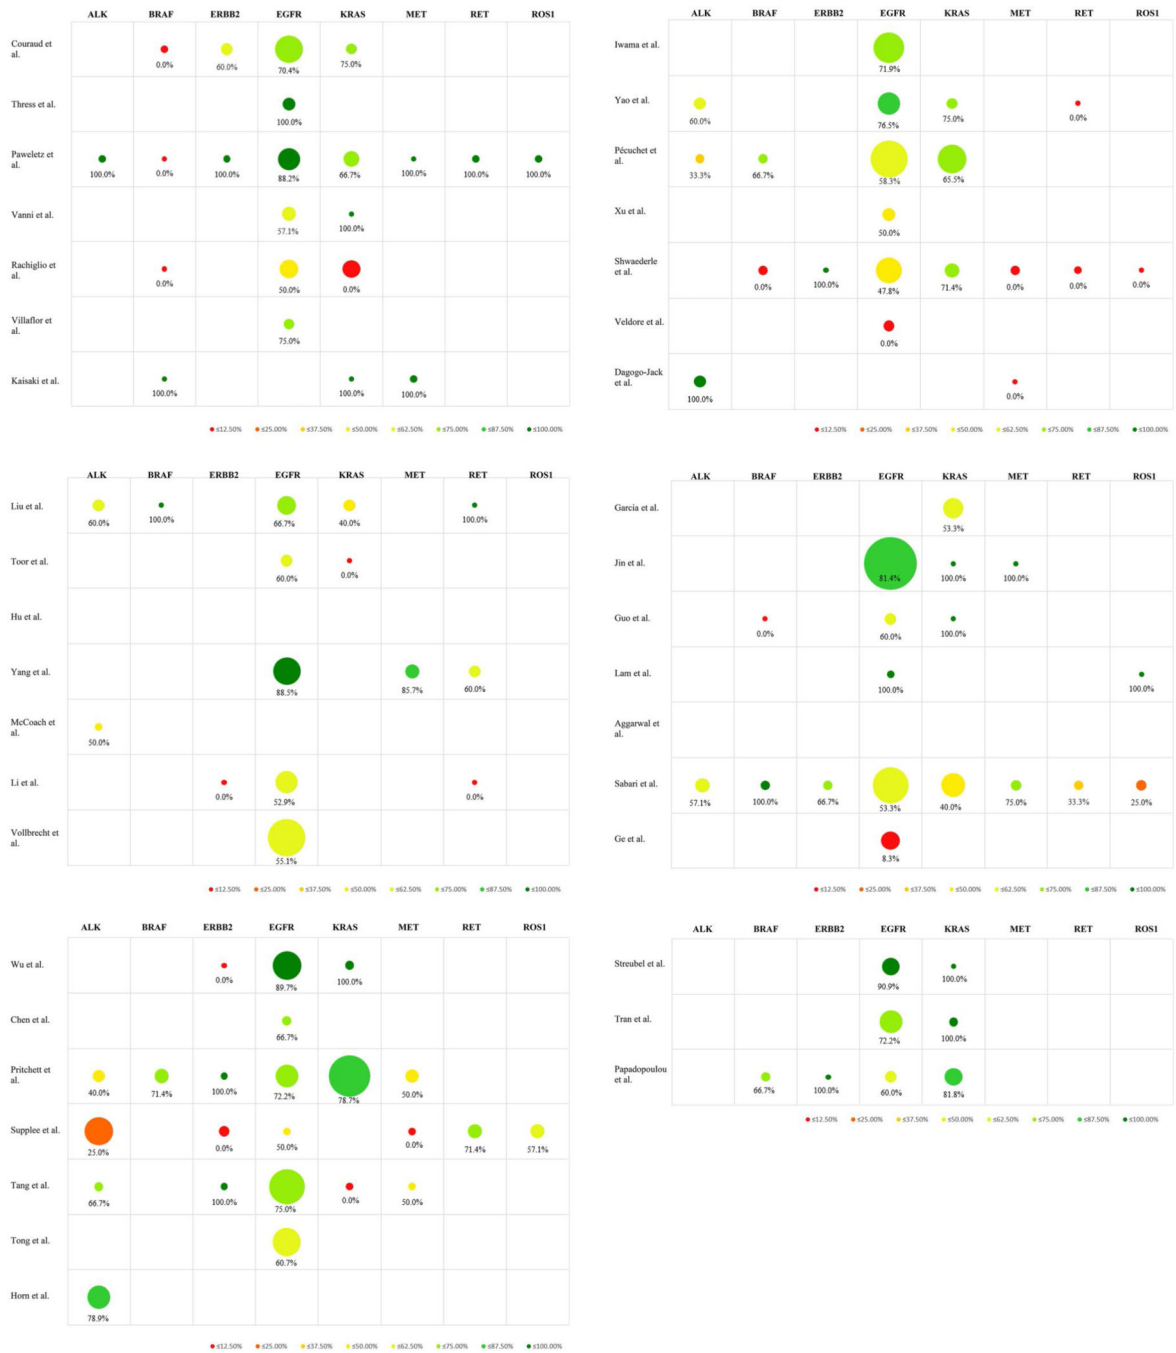 ALK BRAF ERBB2 EGFR KRAS MET RET ROS1
Couraud et
al.
0.0% 60.0% 70.4% 75.0%
Thress et al.
100.0%
Paweletz et
al.
100.0% 0.0% 100.0% 88.2% 66.7% 100.0% 100.0% 100.0%
Vanni et al.
57.1% 100.0%
Rachiglio et
al.
0.0% 50.0% 0.0%
Villaflor et
al.
75.0%
Kaisaki et al.
100.0% 100.0% 100.0%
≤12.50% ≤25.00% ≤37.50% ≤50.00% ≤62.50% ≤75.00% ≤87.50% ≤100.00%
ALK BRAF ERBB2 EGFR KRAS MET RET ROS1
Iwama et al.
71.9%
Yao et al.
60.0% 76.5% 75.0% 0.0%
Pécuchet et
al.
33.3% 66.7% 58.3% 65.5%
Xu et al.
50.0%
Shwaederle
et al.
0.0% 100.0% 47.8% 71.4% 0.0% 0.0% 0.0%
Veldore et al.
0.0%
Dagogo-Jack
et al.
100.0% 0.0%
≤12.50% ≤25.00% ≤37.50% ≤50.00% ≤62.50% ≤75.00% ≤87.50% ≤100.00%
ALK BRAF ERBB2 EGFR KRAS MET RET ROS1
Liu et al.
60.0% 100.0% 66.7% 40.0% 100.0%
Toor et al.
60.0% 0.0%
Hu et al.
Yang et al.
88.5% 85.7% 60.0%
McCoach et
al.
50.0%
Li et al.
0.0% 52.9% 0.0%
Vollbrecht et
al.
55.1%
≤12.50% ≤25.00% ≤37.50% ≤50.00% ≤62.50% ≤75.00% ≤87.50% ≤100.00%
ALK BRAF ERBB2 EGFR KRAS MET RET ROS1
Garcia et al.
53.3%
Jin et al.
81.4% 100.0% 100.0%
Guo et al.
0.0% 60.0% 100.0%
Lam et al.
100.0% 100.0%
Aggarwal et
al.
Sabari et al.
57.1% 100.0% 66.7% 53.3% 40.0% 75.0% 33.3% 25.0%
Ge et al.
8.3%
≤12.50% ≤25.00% ≤37.50% ≤50.00% ≤62.50% ≤75.00% ≤87.50% ≤100.00%
ALK BRAF ERBB2 EGFR KRAS MET RET ROS1
Wu et al.
0.0% 89.7% 100.0%
Chen et al.
66.7%
Pritchett et
al.
40.0% 71.4% 100.0% 72.2% 78.7% 50.0%
Supplee et al.
25.0% 0.0% 50.0% 0.0% 71.4% 57.1%
Tang et al.
66.7% 100.0% 75.0% 0.0% 50.0%
Tong et al.
60.7%
Horn et al.
78.9%
≤12.50% ≤25.00% ≤37.50% ≤50.00% ≤62.50% ≤75.00% ≤87.50% ≤100.00%
ALK BRAF ERBB2 EGFR KRAS MET RET ROS1
Streubel et al.
90.9% 100.0%
Tran et al.
72.2% 100.0%
Papadopoulou
et al.
66.7% 100.0% 60.0% 81.8%
≤12.50% ≤25.00% ≤37.50% ≤50.00% ≤62.50% ≤75.00% ≤87.50% ≤100.00%